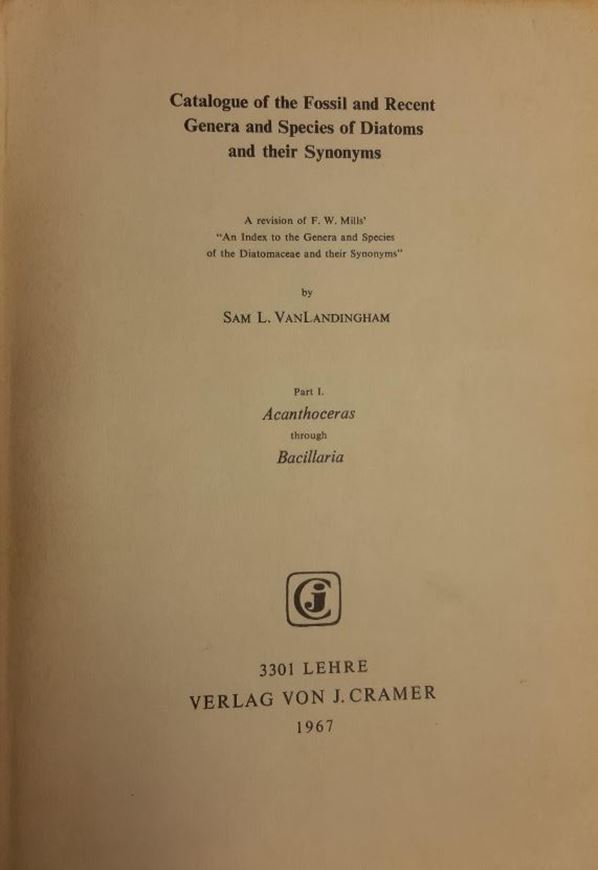 Catalogue of the Fossil and Recent
Genera and Species of Diatoms
and their Synonyms
A revision of F. W. Mills'
"An Index to the Genera and Species
of the Diatomaceae and their Synonyms"
by
SAM L. VANLANDINGHAM
Part I.
Acanthoceras
through
Bacillaria
JC
3301 LEHRE
VERLAG VON J. CRAMER
1967